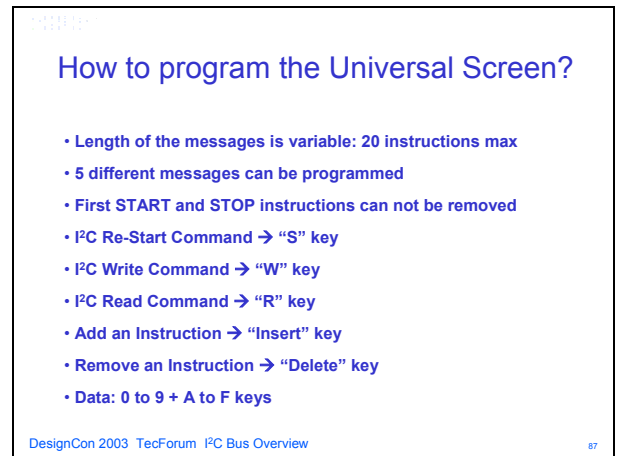 How to program the Universal Screen?
• Length of the messages is variable: 20 instructions max
• 5 different messages can be programmed
• First START and STOP instructions can not be removed
• I²C Re-Start Command → “S” key
• I²C Write Command → “W” key
• I²C Read Command → “R” key
• Add an Instruction → “Insert” key
• Remove an Instruction → “Delete” key
• Data: 0 to 9 + A to F keys
DesignCon 2003 TecForum I²C Bus Overview 87